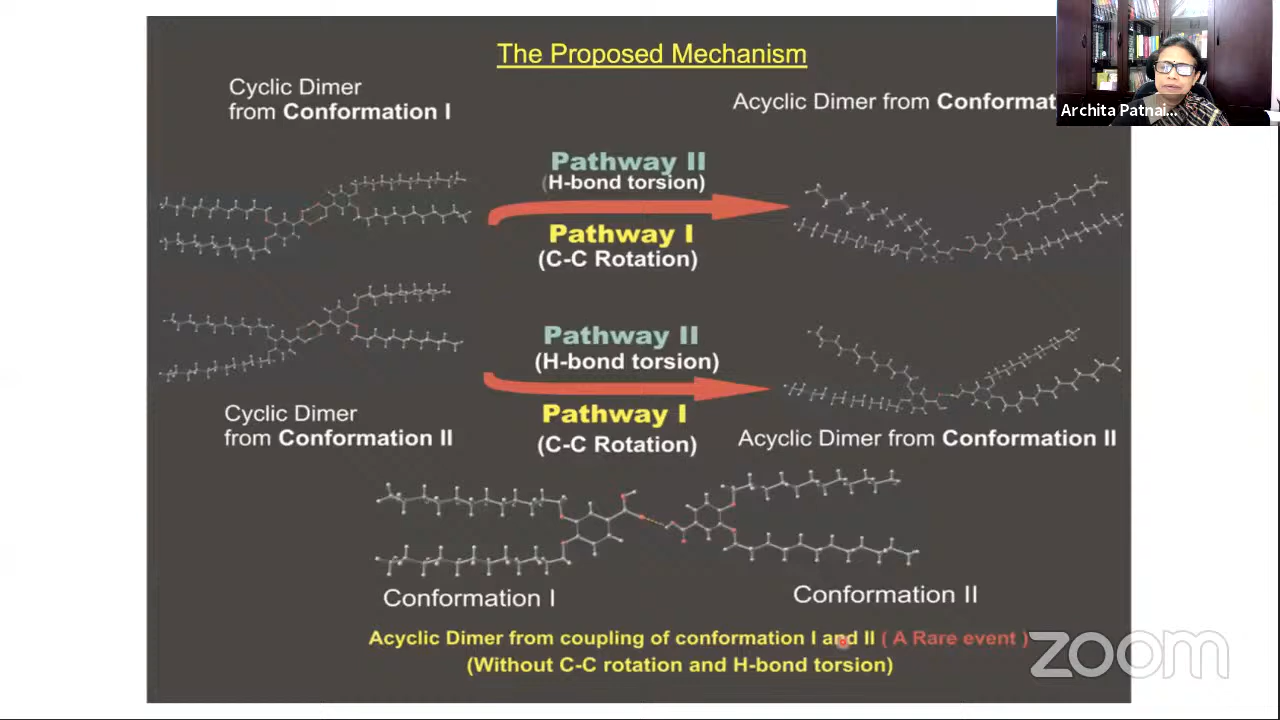 The Proposed Mechanism
Cyclic Dimer
from Conformation I
Acyclic Dimer from Conformat
Archita Patnai...
Pathway II
(H-bond torsion)
Pathway I
(C-C Rotation)
Pathway II
(H-bond torsion)
Pathway I
(C-C Rotation)
Cyclic Dimer
from Conformation II
Acyclic Dimer from Conformation II
Conformation I
Conformation II
Acyclic Dimer from coupling of conformation I and II ( A Rare event )
(Without C-C rotation and H-bond torsion)
zoom